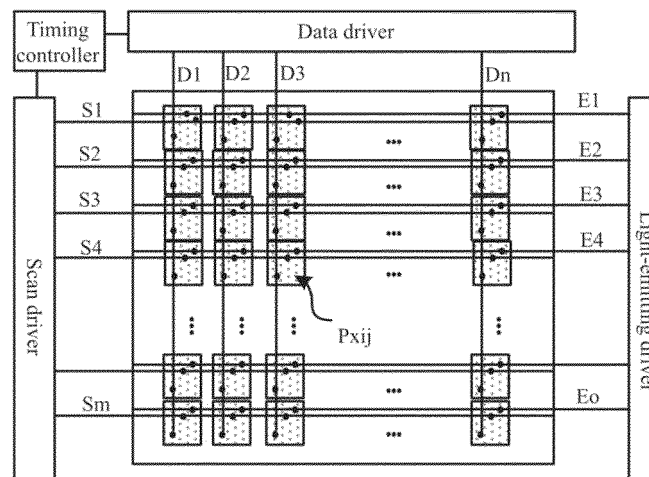 Timing
controller
Data driver
D1 D2 D3 Dn
S1 E1
S2 E2
S3 E3
S4 E4
Scan driver
Light-emitting driver
Pxij
Sm Eo